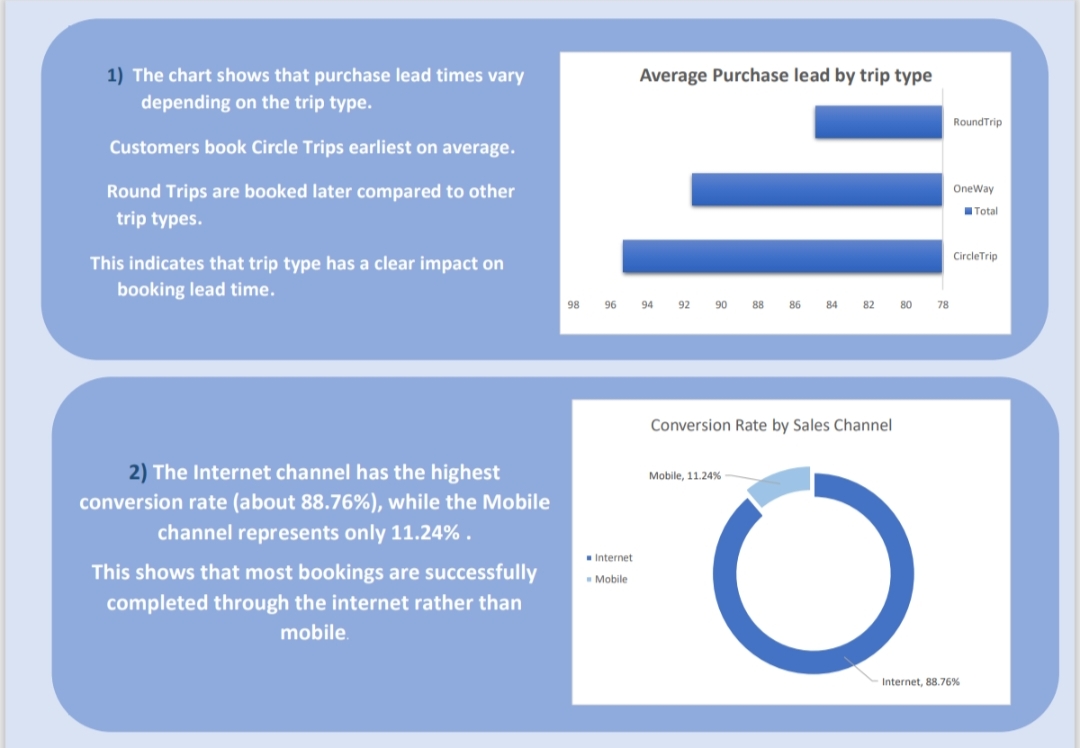 1) The chart shows that purchase lead times vary
depending on the trip type.
Customers book Circle Trips earliest on average.
Round Trips are booked later compared to other
trip types.
This indicates that trip type has a clear impact on
booking lead time.
Average Purchase lead by trip type
RoundTrip
OneWay
Total
CircleTrip
98 96 94 92 90 88 86 84 82 80 78
2) The Internet channel has the highest
conversion rate (about 88.76%), while the Mobile
channel represents only 11.24% .
This shows that most bookings are successfully
completed through the internet rather than
mobile.
Conversion Rate by Sales Channel
Mobile, 11.24%
Internet
Mobile
Internet, 88.76%